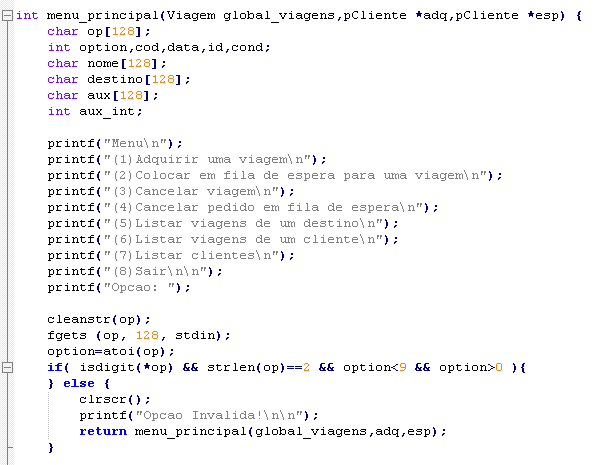 int menu_principal(Viagem global_viagens,pCliente *adq,pCliente *esp) {
char op[128];
int option,cod,data,id,cond;
char nome[128];
char destino[128];
char aux[128];
int aux_int;
printf("Menu\n");
printf("(1)Adquirir uma viagem\n");
printf("(2)Colocar em fila de espera para uma viagem\n");
printf("(3)Cancelar viagem\n");
printf("(4)Cancelar pedido em fila de espera\n");
printf("(5)Listar viagens de um destino\n");
printf("(6)Listar viagens de um cliente\n");
printf("(7)Listar clientes\n");
printf("(8)Sair\n\n");
printf("Opcao: ");
cleanstr(op);
fgets (op, 128, stdin);
option=atoi(op);
if( isdigit(*op) && strlen(op)==2 && option<9 && option>0 ){
} else {
clrscr();
printf("Opcao Invalida!\n\n");
return menu_principal(global_viagens,adq,esp);
}